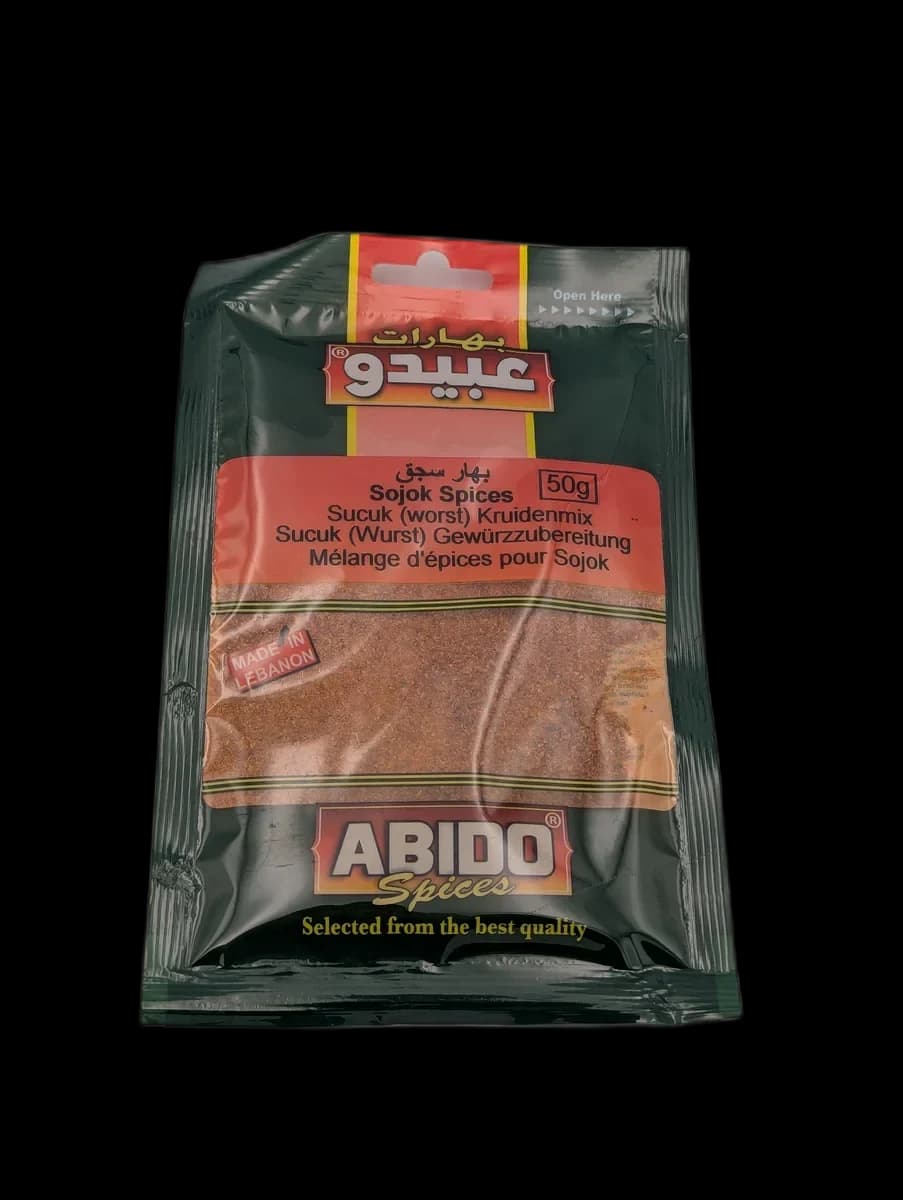 Open Here
بهارات
عبيدو®
بهار سجق
Sojok Spices
50g
Sucuk (worst) Kruidenmix
Sucuk (Wurst) Gewürzzubereitung
Mélange d'épices pour Sojok
MADE IN
LEBANON
ABIDO®
Spices
Selected from the best quality